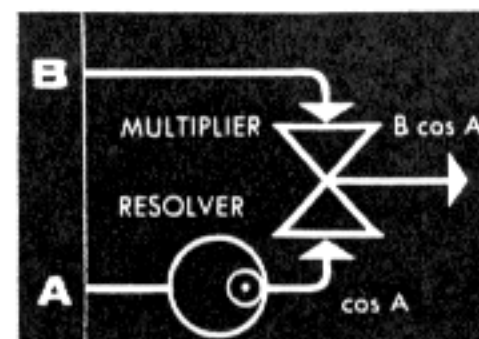 B
MULTIPLIER B cos A
RESOLVER
A
cos A